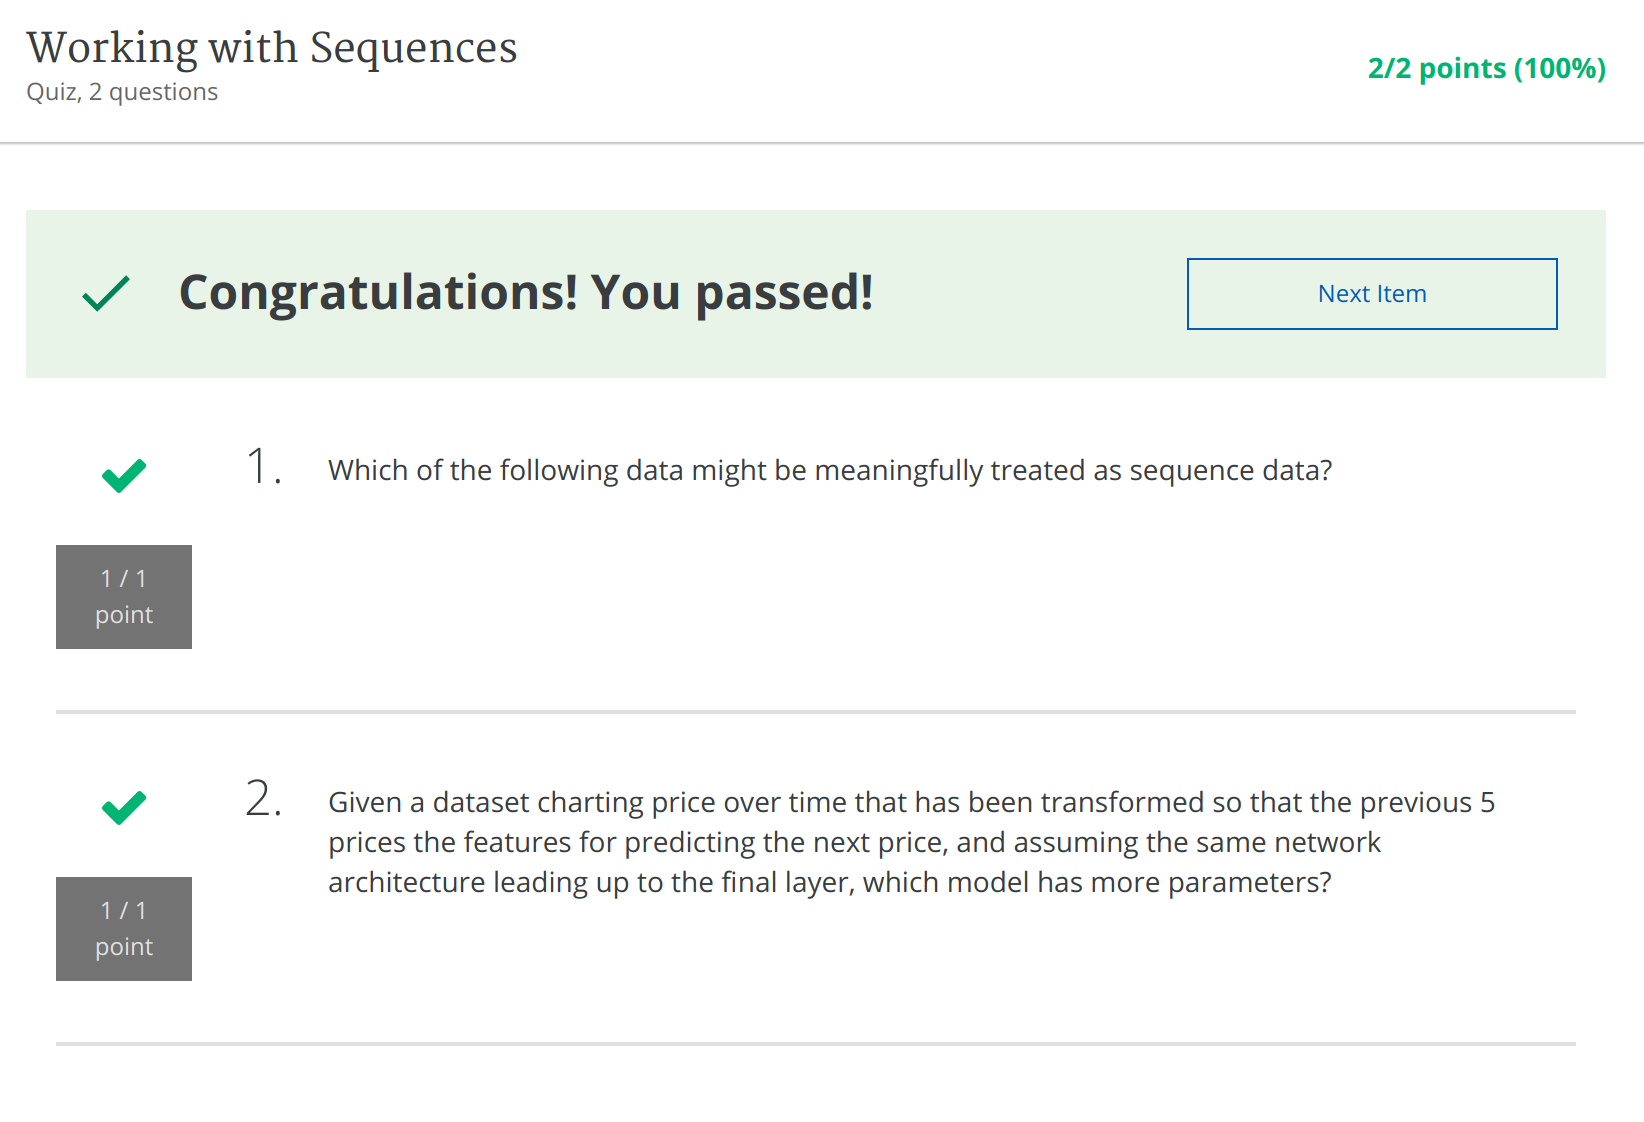 Working with Sequences
Quiz, 2 questions
2/2 points (100%)
Congratulations! You passed!
Next Item
1.
Which of the following data might be meaningfully treated as sequence data?
1 / 1
point
2.
Given a dataset charting price over time that has been transformed so that the previous 5
prices the features for predicting the next price, and assuming the same network
architecture leading up to the final layer, which model has more parameters?
1 / 1
point